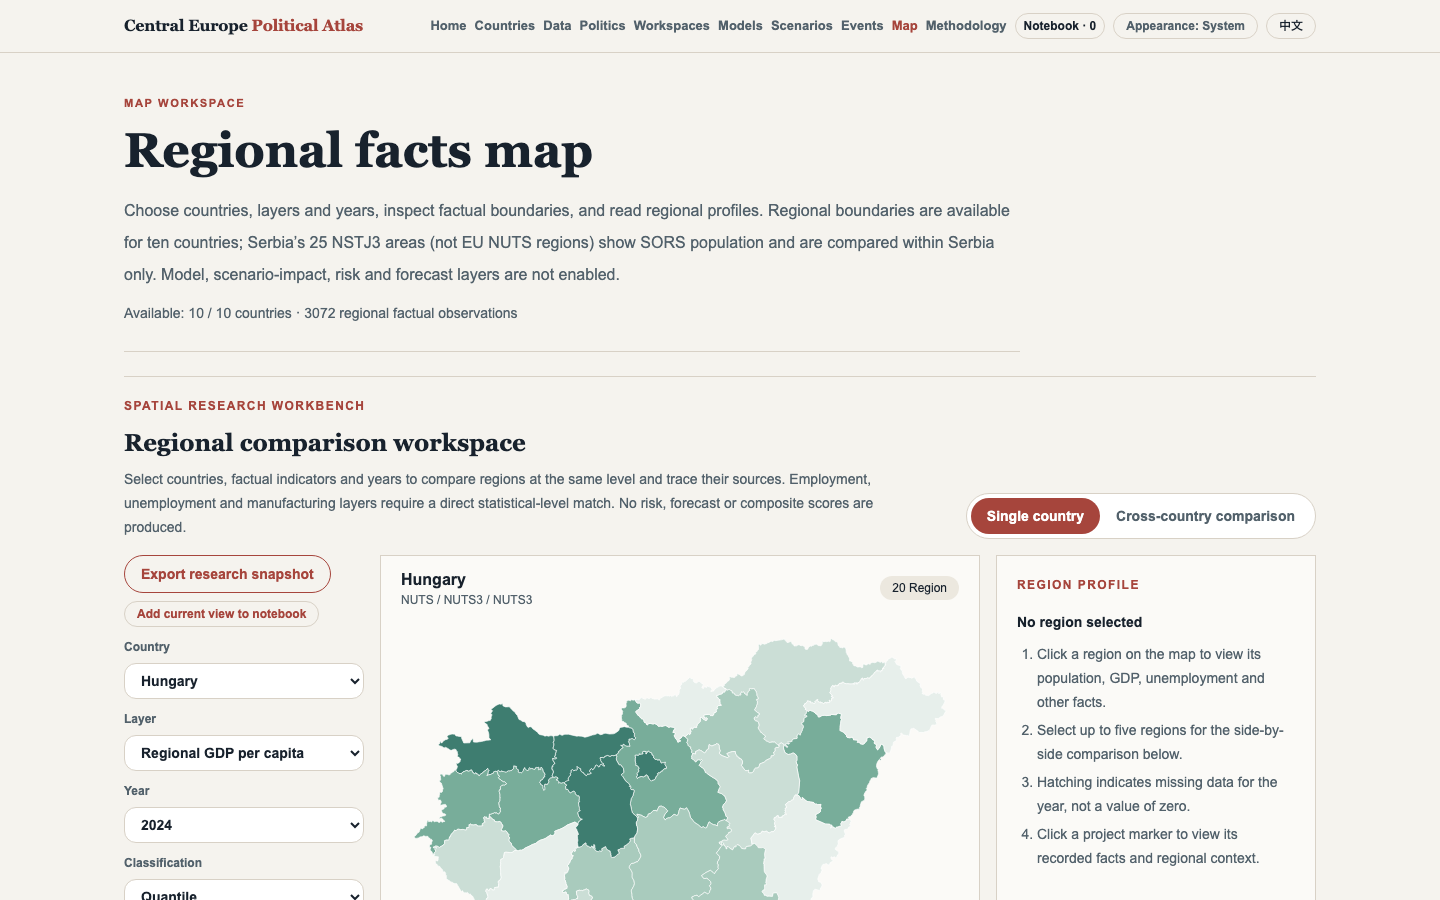 Central Europe Political Atlas
Home Countries Data Politics Workspaces Models Scenarios Events Map Methodology Notebook · 0 Appearance: System 中文
MAP WORKSPACE
Regional facts map
Choose countries, layers and years, inspect factual boundaries, and read regional profiles. Regional boundaries are available
for ten countries; Serbia's 25 NSTJ3 areas (not EU NUTS regions) show SORS population and are compared within Serbia
only. Model, scenario-impact, risk and forecast layers are not enabled.
Available: 10 / 10 countries · 3072 regional factual observations
SPATIAL RESEARCH WORKBENCH
Regional comparison workspace
Select countries, factual indicators and years to compare regions at the same level and trace their sources. Employment,
unemployment and manufacturing layers require a direct statistical-level match. No risk, forecast or composite scores are
produced.
Single country Cross-country comparison
Export research snapshot
Add current view to notebook
Country
Hungary
Layer
Regional GDP per capita
Year
2024
Classification
Quantile
Hungary
NUTS / NUTS3 / NUTS3
20 Region
REGION PROFILE
No region selected
1. Click a region on the map to view its
population, GDP, unemployment and
other facts.
2. Select up to five regions for the side-by-
side comparison below.
3. Hatching indicates missing data for the
year, not a value of zero.
4. Click a project marker to view its
recorded facts and regional context.